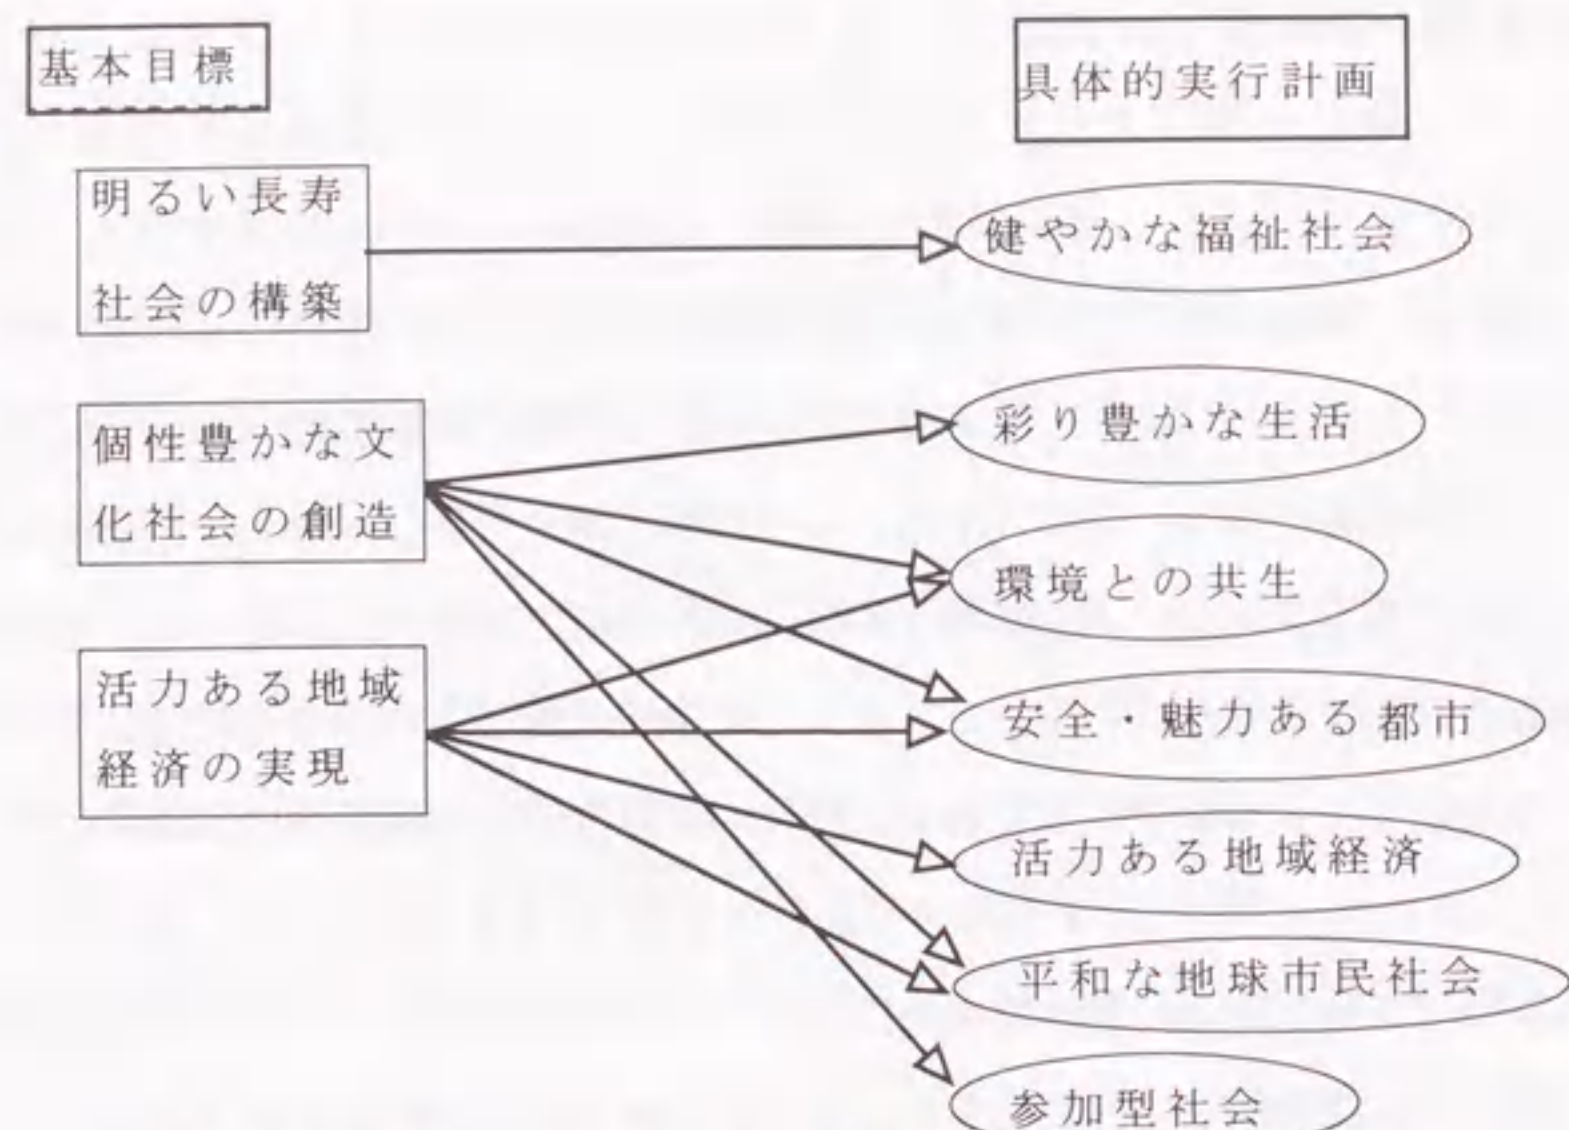 基本目標
具体的実行計画
明るい長寿
社会の構築
個性豊かな文
化社会の創造
活力ある地域
経済の実現
健やかな福祉社会
彩り豊かな生活
環境との共生
安全・魅力ある都市
活力ある地域経済
平和な地球市民社会
参加型社会